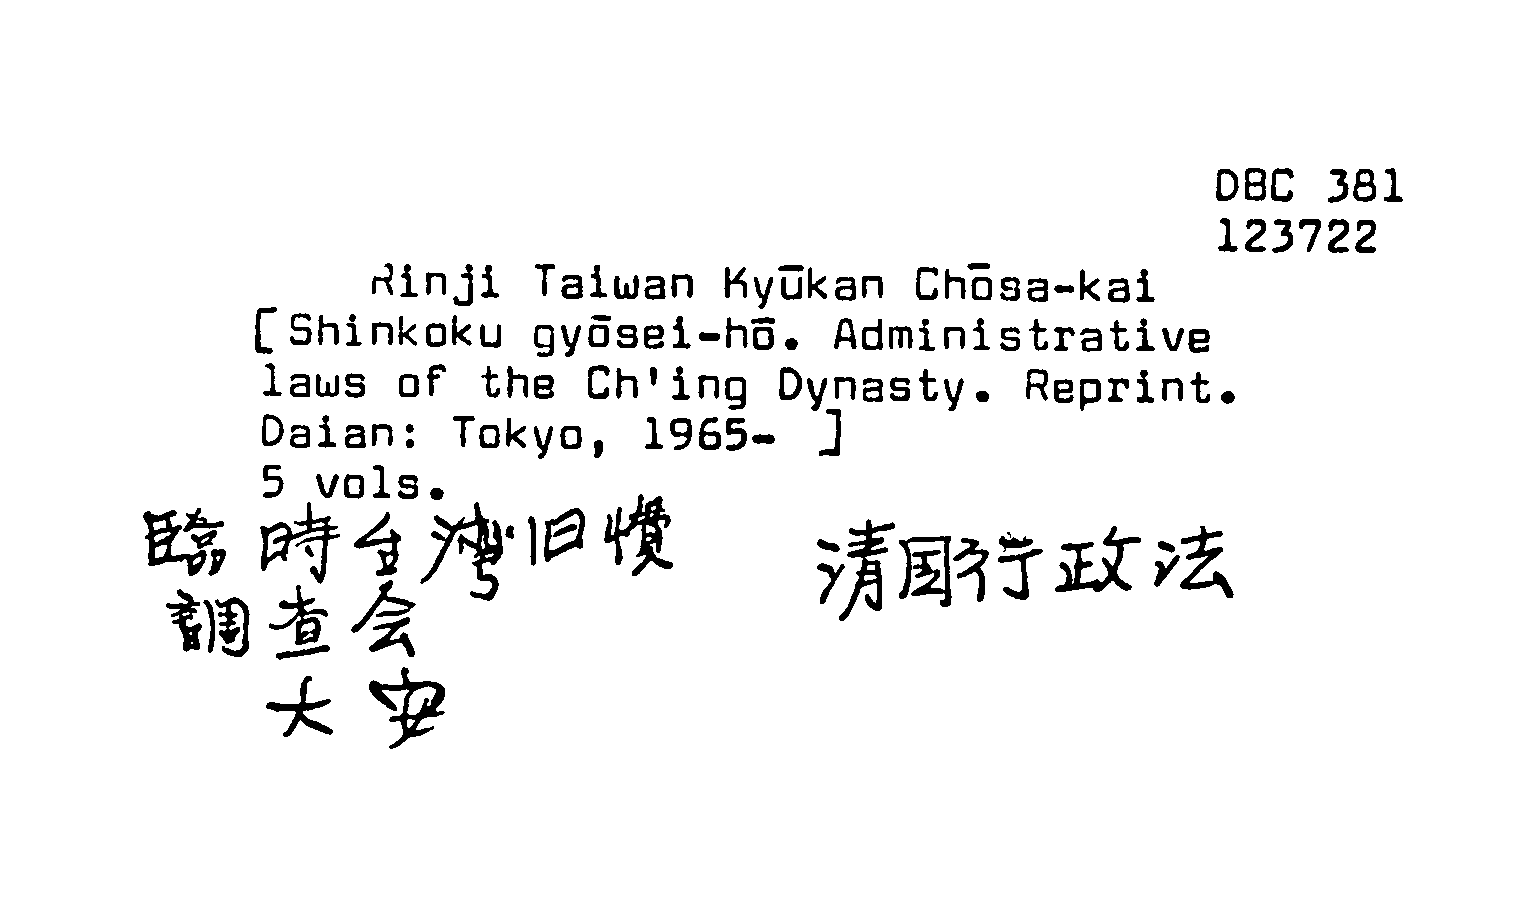 DBC 381
123722
Rinji Taiwan Kyūkan Chōsa-kai
[Shinkoku gyōsei-hō. Administrative
laws of the Ch'ing Dynasty. Reprint.
Daian: Tokyo, 1965- ]
5 vols.
臨時台湾旧慣
調査会
大安
清国行政法